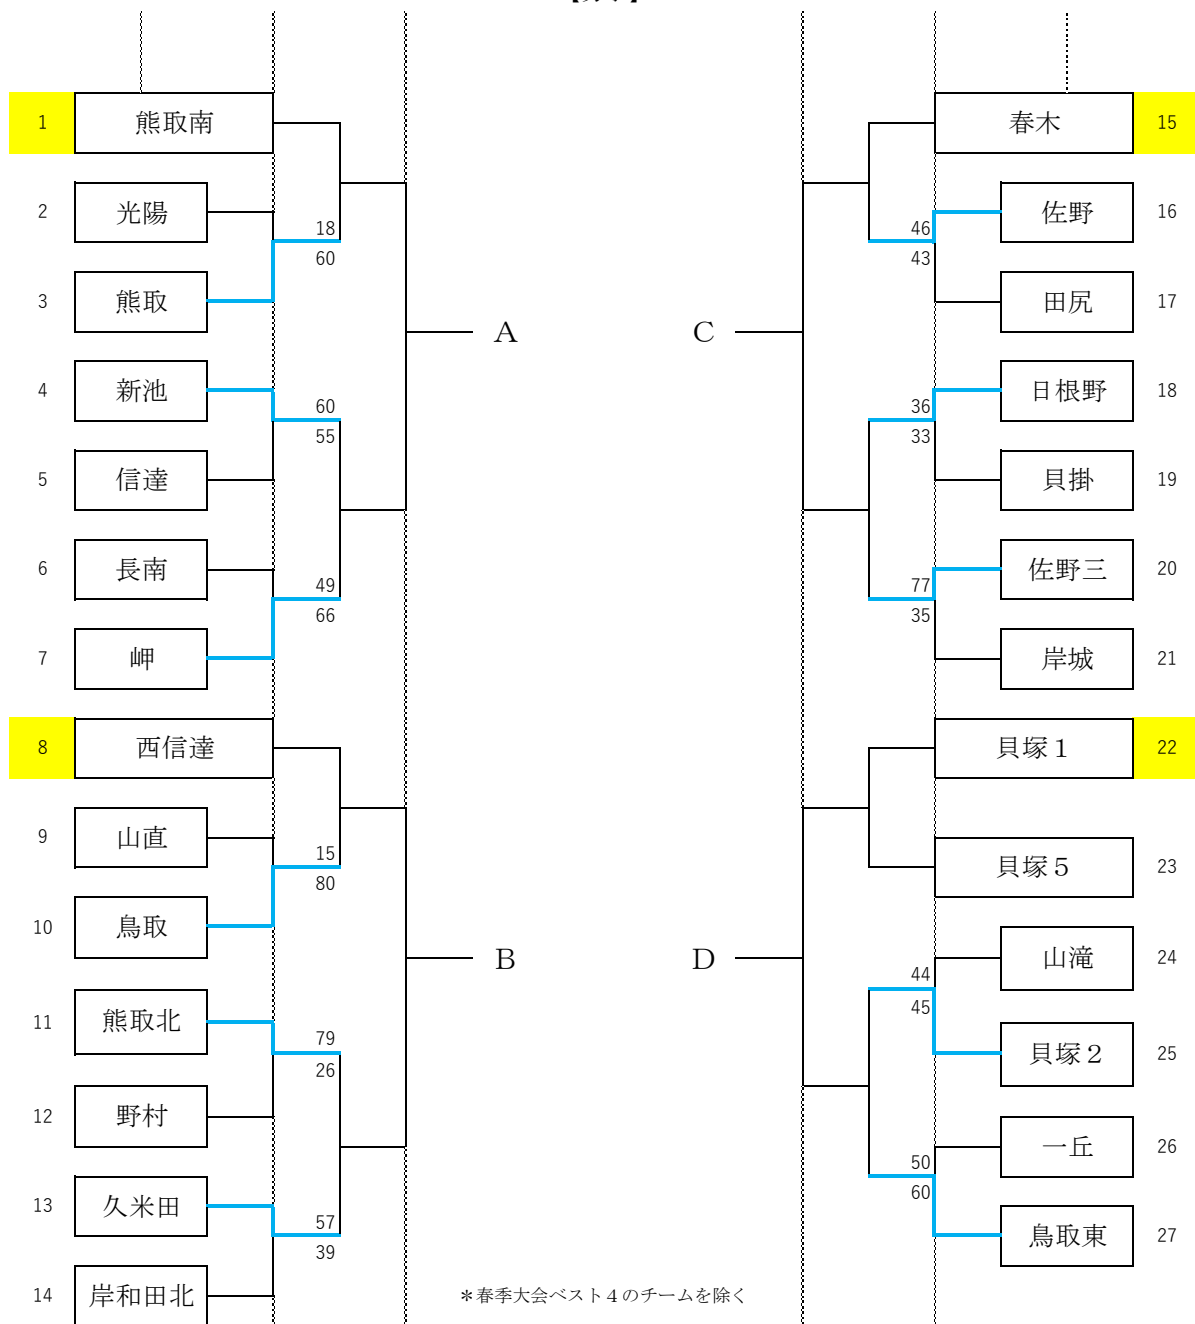 1 熊取南
2 光陽
18
60
3 熊取
4 新池
60
55
5 信達
6 長南
49
66
7 岬
A
8 西信達
9 山直
15
80
10 鳥取
11 熊取北
79
26
12 野村
13 久米田
57
39
14 岸和田北
B
春木 15
佐野 16
46
43
田尻 17
日根野 18
36
33
貝掛 19
佐野三 20
77
35
岸城 21
C
貝塚１ 22
貝塚５ 23
山滝 24
44
45
貝塚２ 25
一丘 26
50
60
鳥取東 27
D
＊春季大会ベスト４のチームを除く